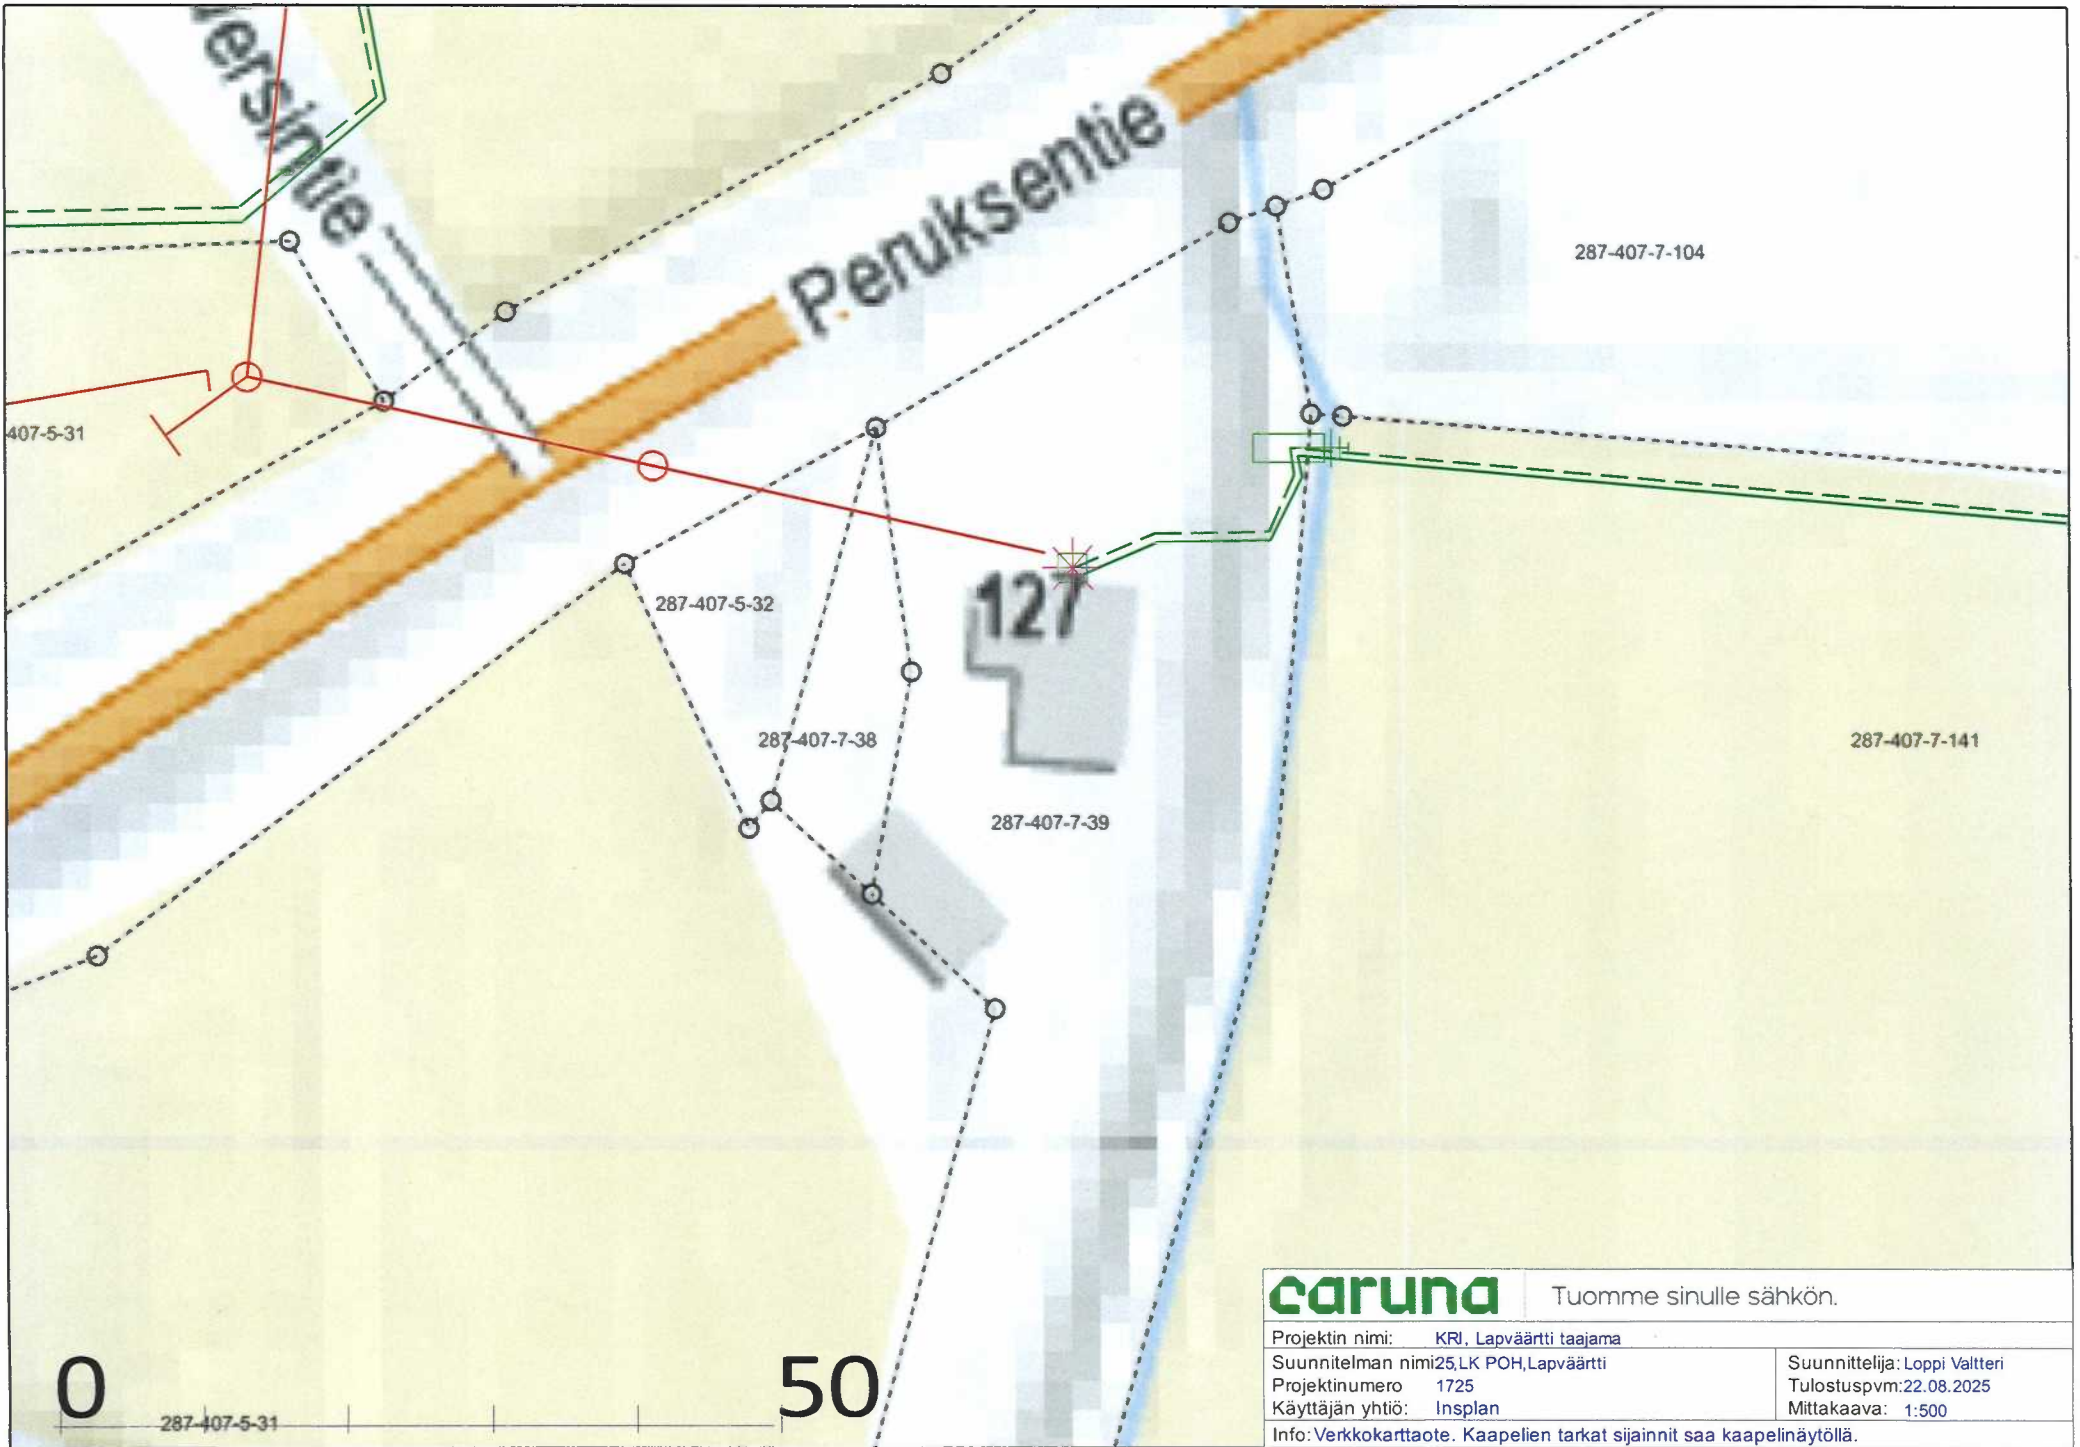 ersintie
Peruksentie
287-407-7-104
407-5-31
287-407-5-32
127
287-407-7-38
287-407-7-141
287-407-7-39
0
50
287-407-5-31
caruna
Tuomme sinulle sähkön.
Projektin nimi: KRI, Lapväärtti taajama
Suunnitelman nimi 25,LK POH,Lapväärtti
Suunnittelija: Loppi Valtteri
Projektinumero 1725
Tulostuspvm: 22.08.2025
Käyttäjän yhtiö: Insplan
Mittakaava: 1:500
Info: Verkkokarttaote. Kaapelien tarkat sijainnit saa kaapelinäytöllä.